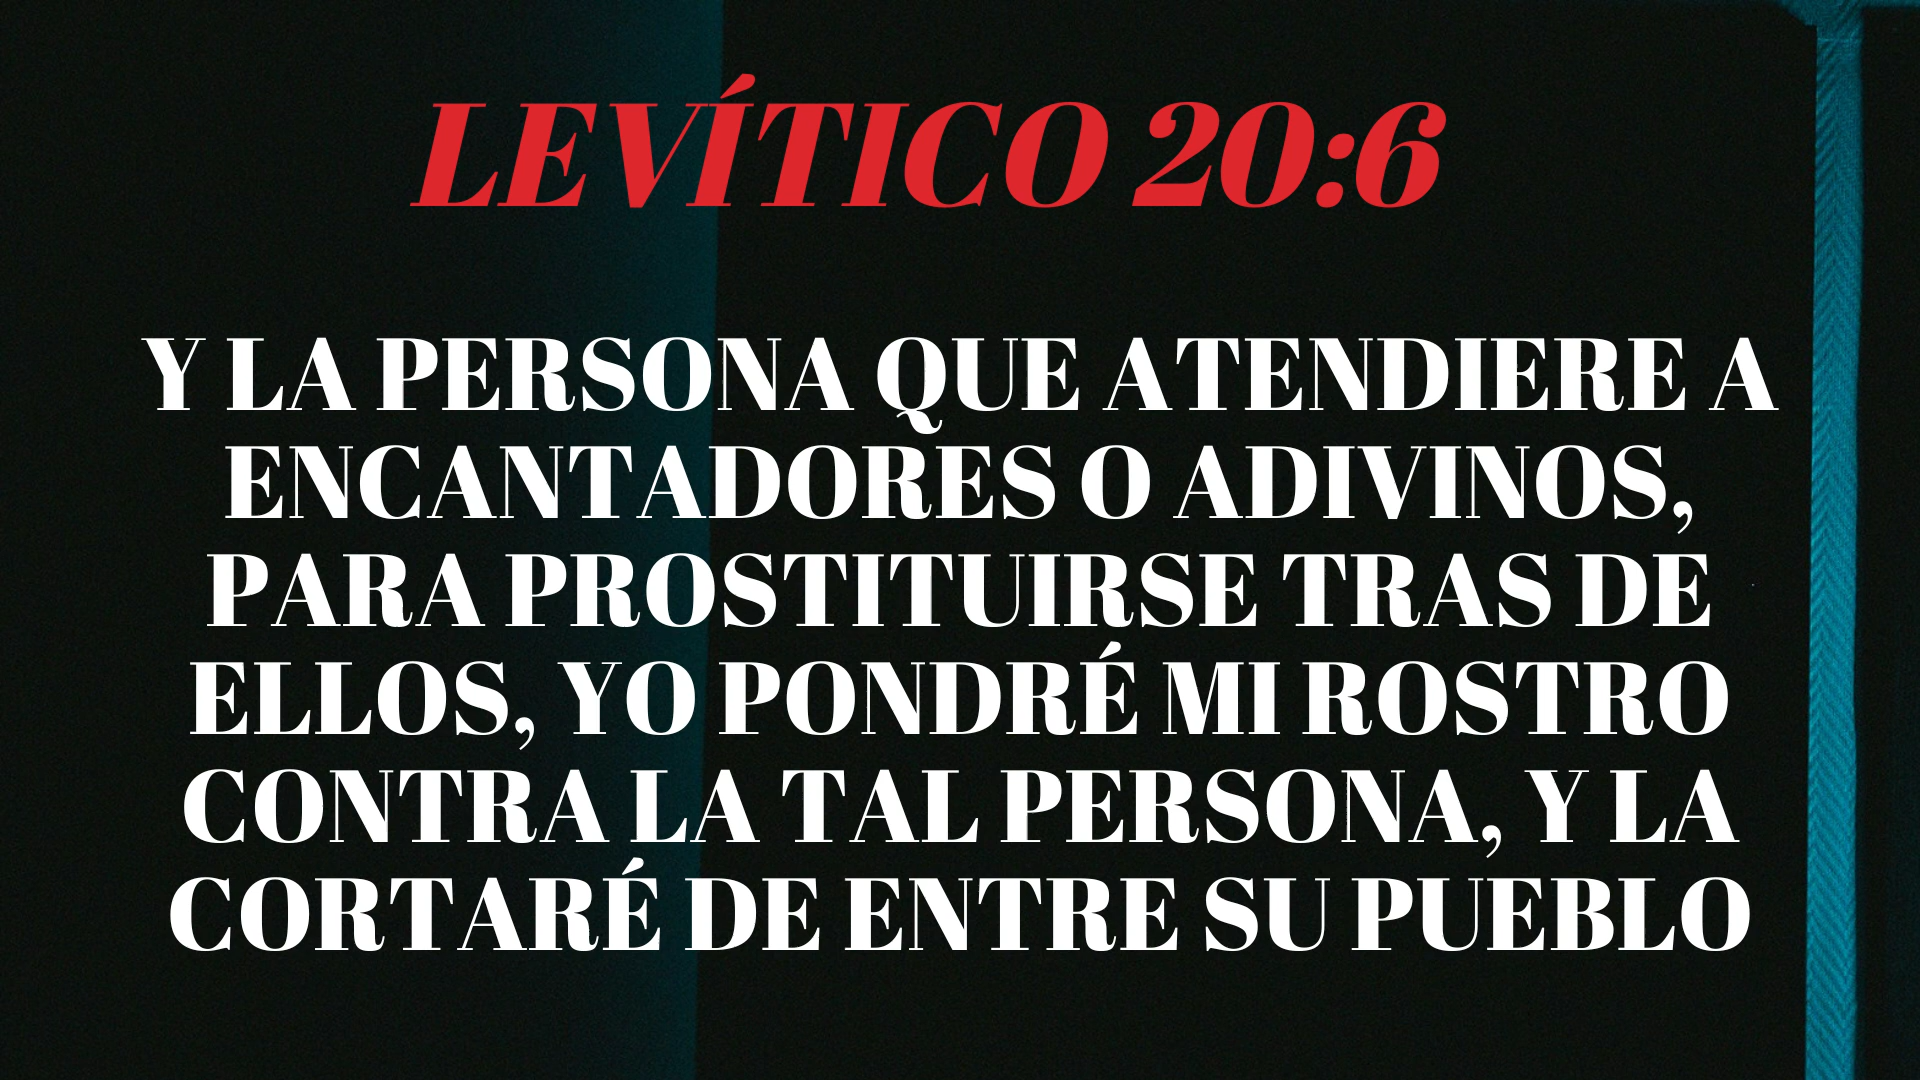 LEVÍTICO 20:6
Y LA PERSONA QUE ATENDIERE A
ENCANTADORES O ADIVINOS,
PARA PROSTITUIRSE TRAS DE
ELLOS, YO PONDRÉ MI ROSTRO
CONTRA LA TAL PERSONA, Y LA
CORTARÉ DE ENTRE SU PUEBLO